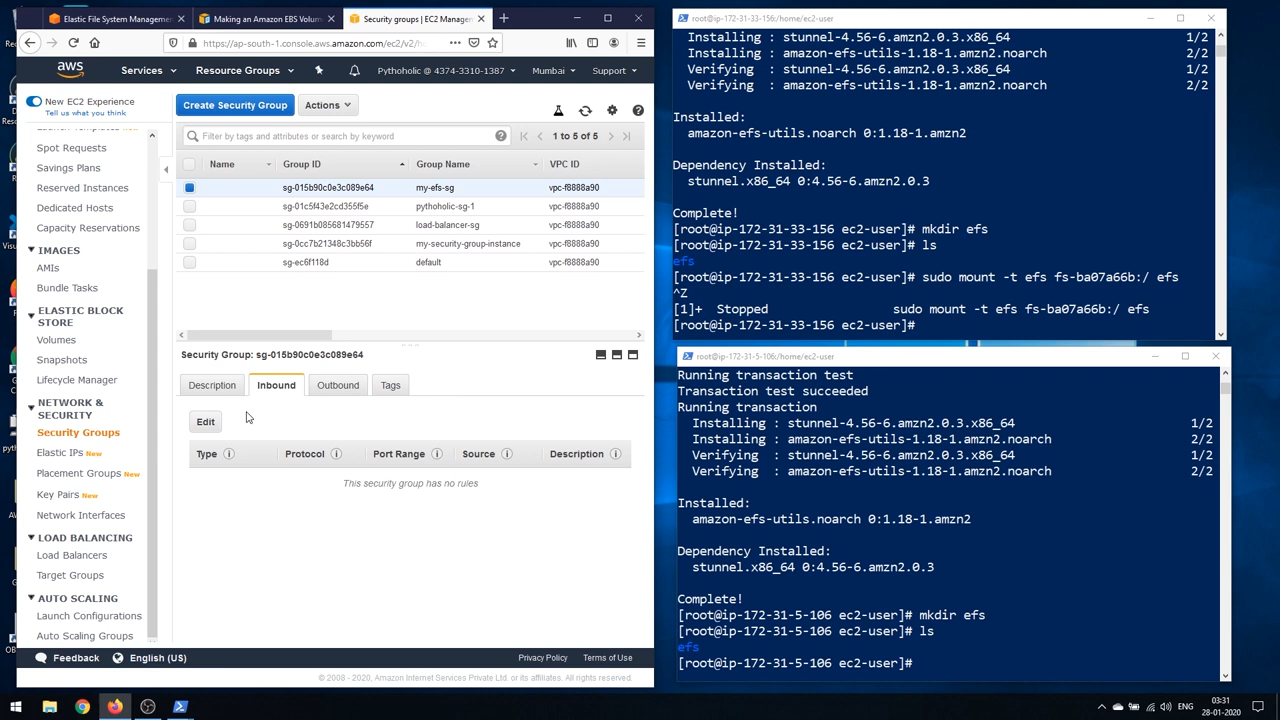 Elastic File System Managemen
Making an Amazon EBS Volum
Security groups | EC2 Manage
https://ap-south-1.console.aws.amazon.com/ec2/v2/h
aws
Services
Resource Groups
Pythoholic @ 4374-3310-1387
Mumbai
Support
New EC2 Experience
Tell us what you think
Launch Templates New
Spot Requests
Savings Plans
Reserved Instances
Dedicated Hosts
Capacity Reservations
IMAGES
AMIs
Bundle Tasks
ELASTIC BLOCK
STORE
Volumes
Snapshots
Lifecycle Manager
NETWORK &
SECURITY
Security Groups
Elastic IPs New
Placement Groups New
Key Pairs New
Network Interfaces
LOAD BALANCING
Load Balancers
Target Groups
AUTO SCALING
Launch Configurations
Auto Scaling Groups
Create Security Group
Actions
Filter by tags and attributes or search by keyword
1 to 5 of 5
Name Group ID Group Name VPC ID
sg-015b90c0e3c089e64 my-efs-sg vpc-f8888a90
sg-01c5f43e2cd355f5e pythoholic-sg-1 vpc-f8888a90
sg-0691b085681479557 load-balancer-sg vpc-f8888a90
sg-0cc7b21348c3bb56f my-security-group-instance vpc-f8888a90
sg-ec6f118d default vpc-f8888a90
Security Group: sg-015b90c0e3c089e64
Description Inbound Outbound Tags
Edit
Type Protocol Port Range Source Description
This security group has no rules
Feedback
English (US)
Privacy Policy
Terms of Use
© 2008 - 2020, Amazon Internet Services Private Ltd. or its affiliates. All rights reserved.
root@ip-172-31-33-156:/home/ec2-user
Installing : stunnel-4.56-6.amzn2.0.3.x86_64 1/2
Installing : amazon-efs-utils-1.18-1.amzn2.noarch 2/2
Verifying : stunnel-4.56-6.amzn2.0.3.x86_64 1/2
Verifying : amazon-efs-utils-1.18-1.amzn2.noarch 2/2
Installed:
amazon-efs-utils.noarch 0:1.18-1.amzn2
Dependency Installed:
stunnel.x86_64 0:4.56-6.amzn2.0.3
Complete!
[root@ip-172-31-33-156 ec2-user]# mkdir efs
[root@ip-172-31-33-156 ec2-user]# ls
efs
[root@ip-172-31-33-156 ec2-user]# sudo mount -t efs fs-ba07a66b:/ efs
^Z
[1]+ Stopped sudo mount -t efs fs-ba07a66b:/ efs
[root@ip-172-31-33-156 ec2-user]#
root@ip-172-31-5-106:/home/ec2-user
Running transaction test
Transaction test succeeded
Running transaction
Installing : stunnel-4.56-6.amzn2.0.3.x86_64 1/2
Installing : amazon-efs-utils-1.18-1.amzn2.noarch 2/2
Verifying : stunnel-4.56-6.amzn2.0.3.x86_64 1/2
Verifying : amazon-efs-utils-1.18-1.amzn2.noarch 2/2
Installed:
amazon-efs-utils.noarch 0:1.18-1.amzn2
Dependency Installed:
stunnel.x86_64 0:4.56-6.amzn2.0.3
Complete!
[root@ip-172-31-5-106 ec2-user]# mkdir efs
[root@ip-172-31-5-106 ec2-user]# ls
efs
[root@ip-172-31-5-106 ec2-user]#
ENG
03:31
28-01-2020